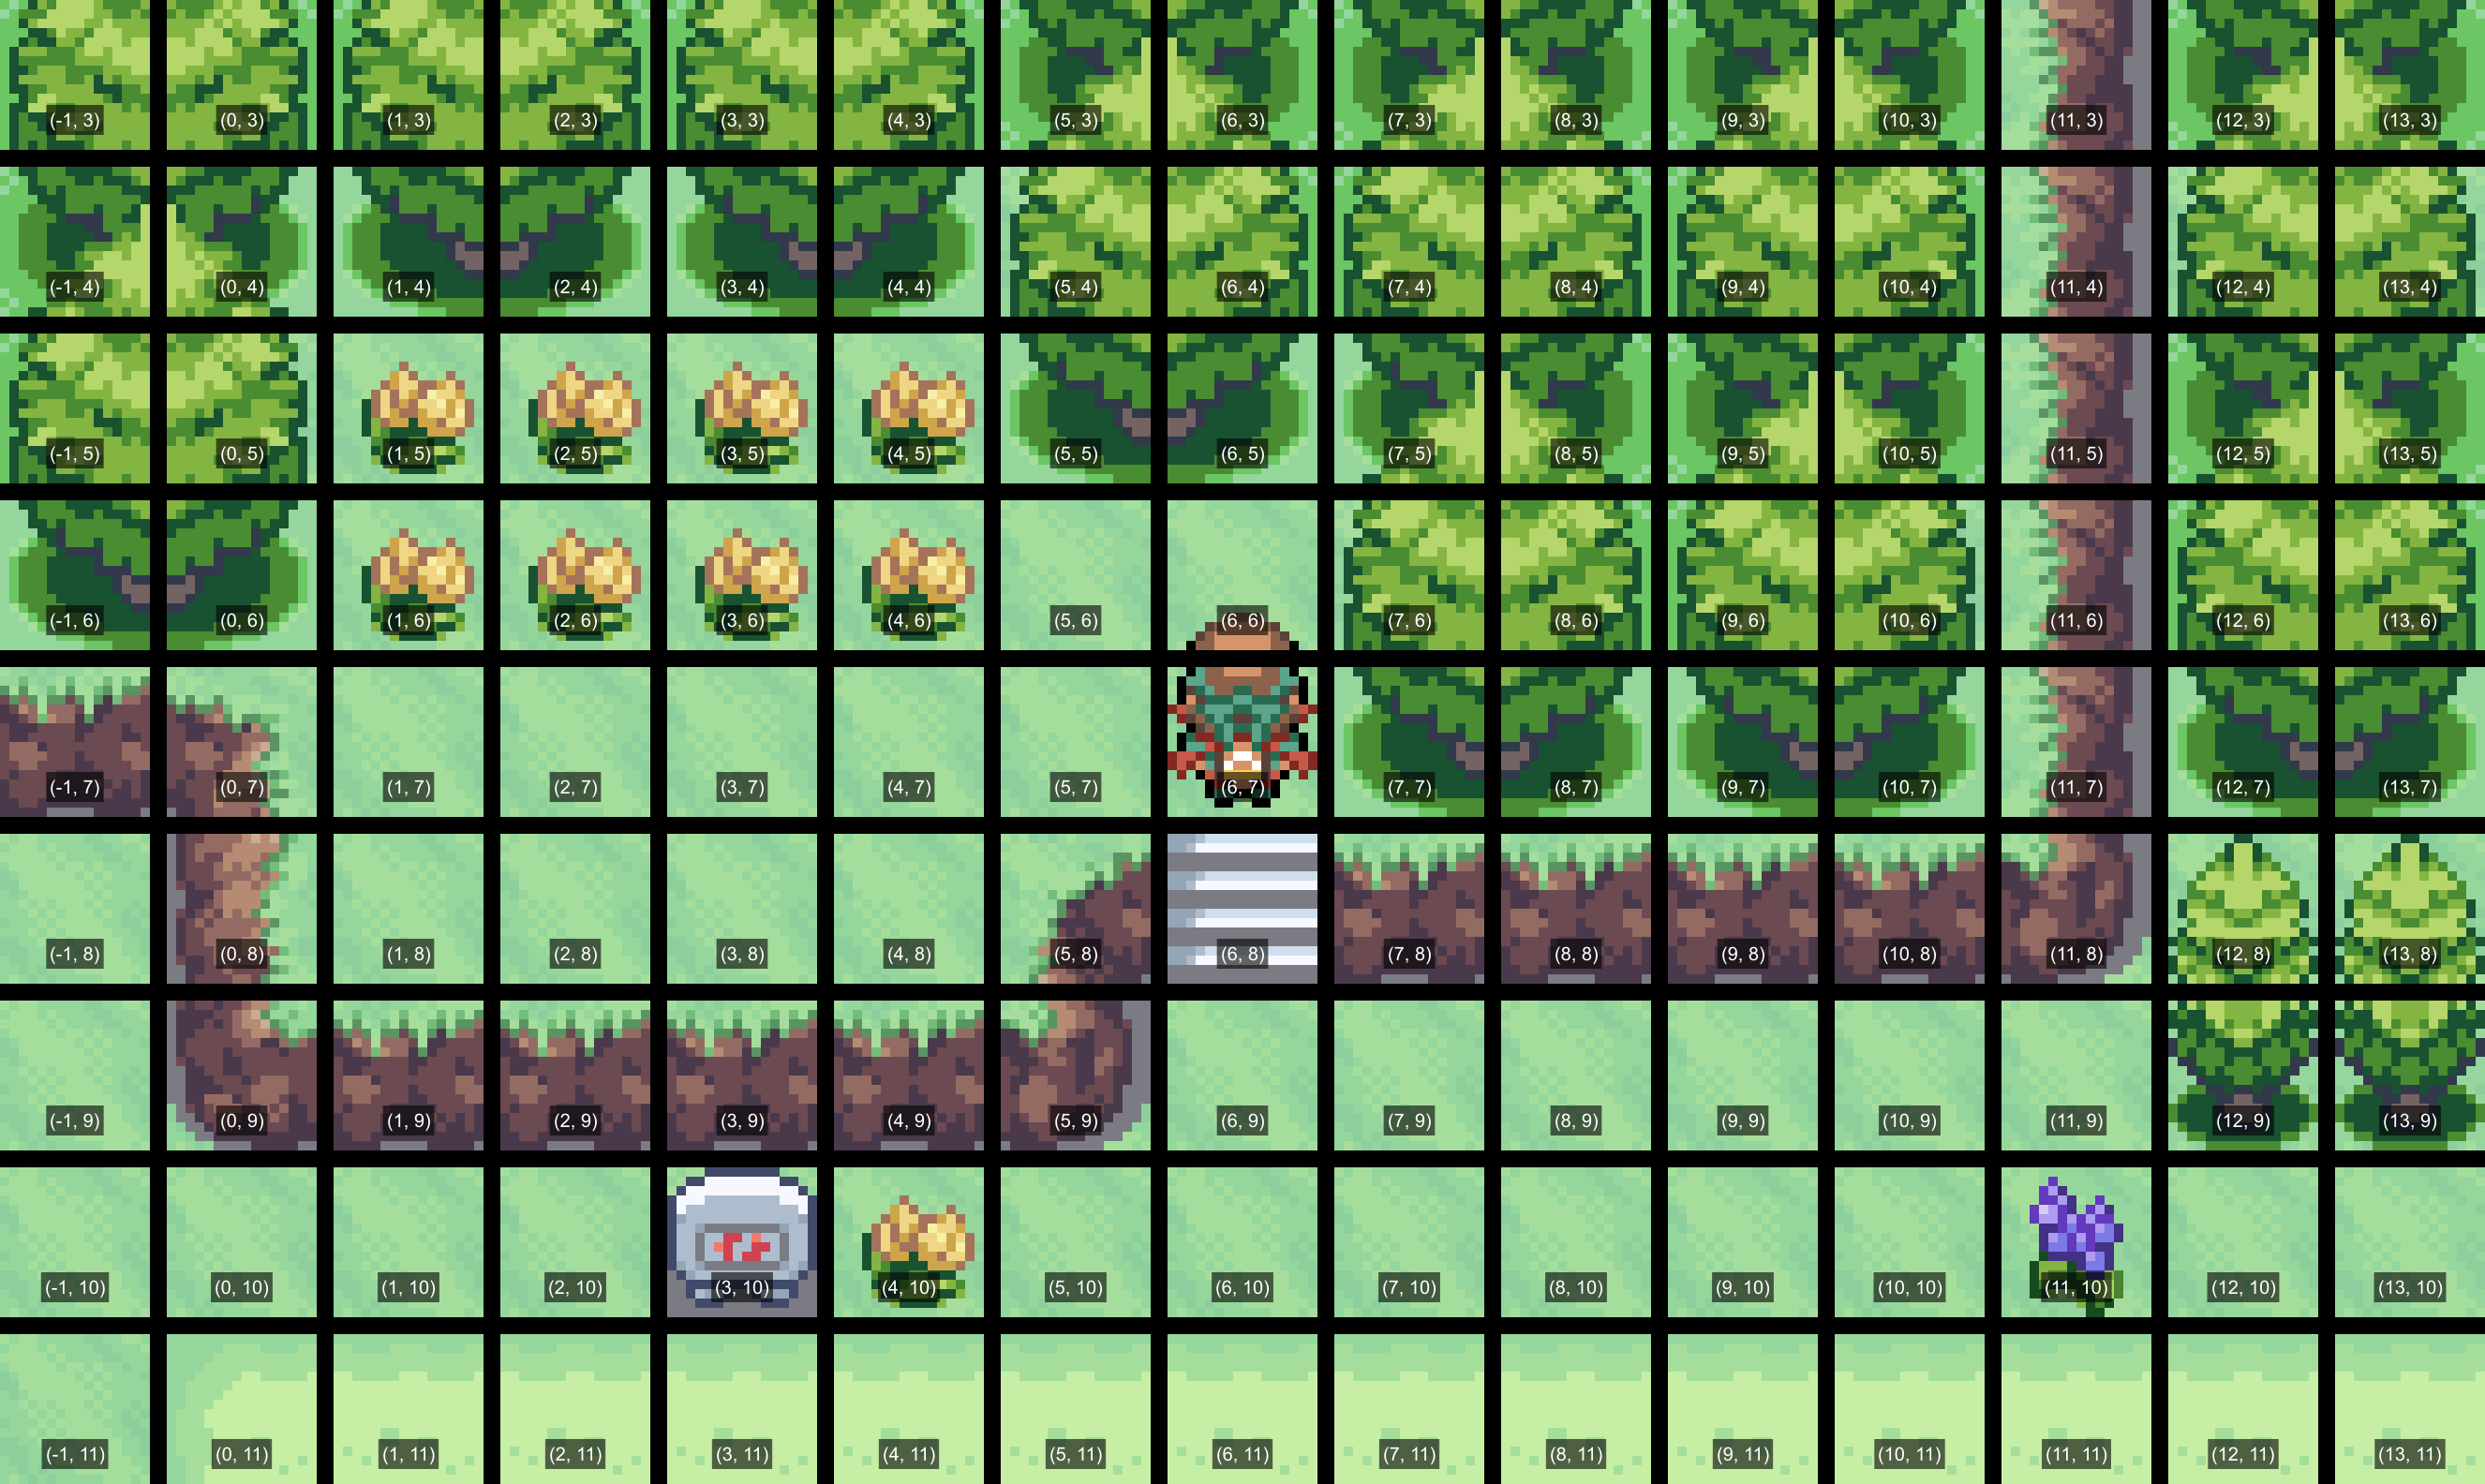 (-1, 3) (0, 3) (1, 3) (2, 3) (3, 3) (4, 3) (5, 3) (6, 3) (7, 3) (8, 3) (9, 3) (10, 3) (11, 3) (12, 3) (13, 3)
(-1, 4) (0, 4) (1, 4) (2, 4) (3, 4) (4, 4) (5, 4) (6, 4) (7, 4) (8, 4) (9, 4) (10, 4) (11, 4) (12, 4) (13, 4)
(-1, 5) (0, 5) (1, 5) (2, 5) (3, 5) (4, 5) (5, 5) (6, 5) (7, 5) (8, 5) (9, 5) (10, 5) (11, 5) (12, 5) (13, 5)
(-1, 6) (0, 6) (1, 6) (2, 6) (3, 6) (4, 6) (5, 6) (6, 6) (7, 6) (8, 6) (9, 6) (10, 6) (11, 6) (12, 6) (13, 6)
(-1, 7) (0, 7) (1, 7) (2, 7) (3, 7) (4, 7) (5, 7) (6, 7) (7, 7) (8, 7) (9, 7) (10, 7) (11, 7) (12, 7) (13, 7)
(-1, 8) (0, 8) (1, 8) (2, 8) (3, 8) (4, 8) (5, 8) (6, 8) (7, 8) (8, 8) (9, 8) (10, 8) (11, 8) (12, 8) (13, 8)
(-1, 9) (0, 9) (1, 9) (2, 9) (3, 9) (4, 9) (5, 9) (6, 9) (7, 9) (8, 9) (9, 9) (10, 9) (11, 9) (12, 9) (13, 9)
(-1, 10) (0, 10) (1, 10) (2, 10) (3, 10) (4, 10) (5, 10) (6, 10) (7, 10) (8, 10) (9, 10) (10, 10) (11, 10) (12, 10) (13, 10)
(-1, 11) (0, 11) (1, 11) (2, 11) (3, 11) (4, 11) (5, 11) (6, 11) (7, 11) (8, 11) (9, 11) (10, 11) (11, 11) (12, 11) (13, 11)